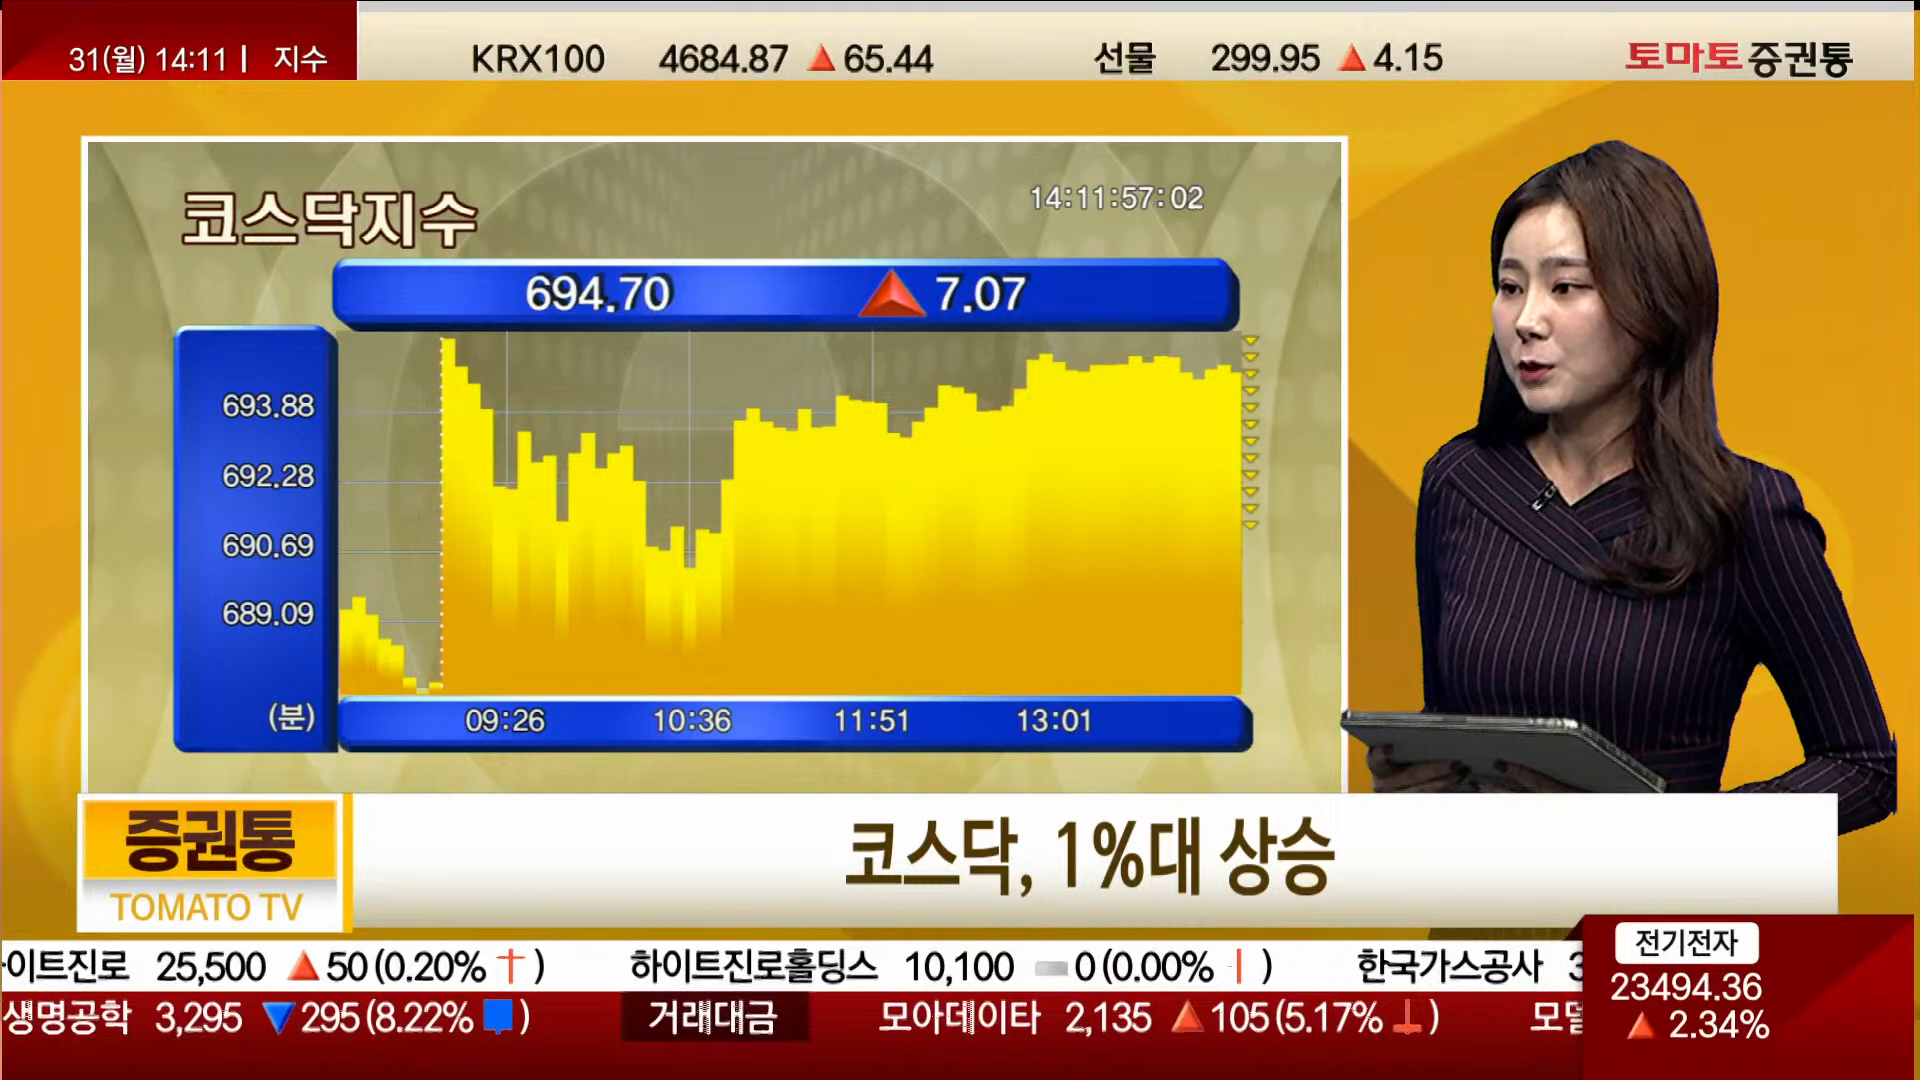 31(월) 14:11 | 지수 KRX100 4684.87 ▲ 65.44 선물 299.95 ▲ 4.15 토마토증권통
코스닥지수
14:11:57:02
694.70 ▲ 7.07
693.88
692.28
690.69
689.09
(분)
09:26 10:36 11:51 13:01
증권통
TOMATO TV
코스닥, 1%대 상승
이트진로 25,500 ▲ 50 (0.20% ↑) 하이트진로홀딩스 10,100 0 (0.00% |) 한국가스공사
생명공학 3,295 ▼ 295 (8.22%) 거래대금 모아데이타 2,135 ▲ 105 (5.17%)
전기전자
23494.36
▲ 2.34%